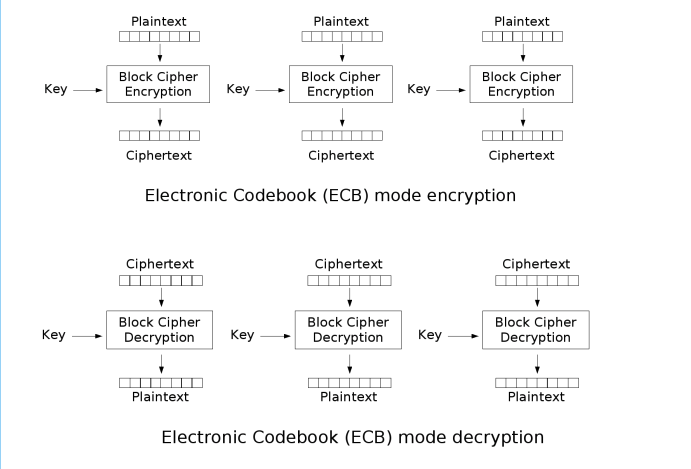 Plaintext Plaintext Plaintext
Key Block Cipher Encryption Key Block Cipher Encryption Key Block Cipher Encryption
Ciphertext Ciphertext Ciphertext
Electronic Codebook (ECB) mode encryption
Ciphertext Ciphertext Ciphertext
Key Block Cipher Decryption Key Block Cipher Decryption Key Block Cipher Decryption
Plaintext Plaintext Plaintext
Electronic Codebook (ECB) mode decryption